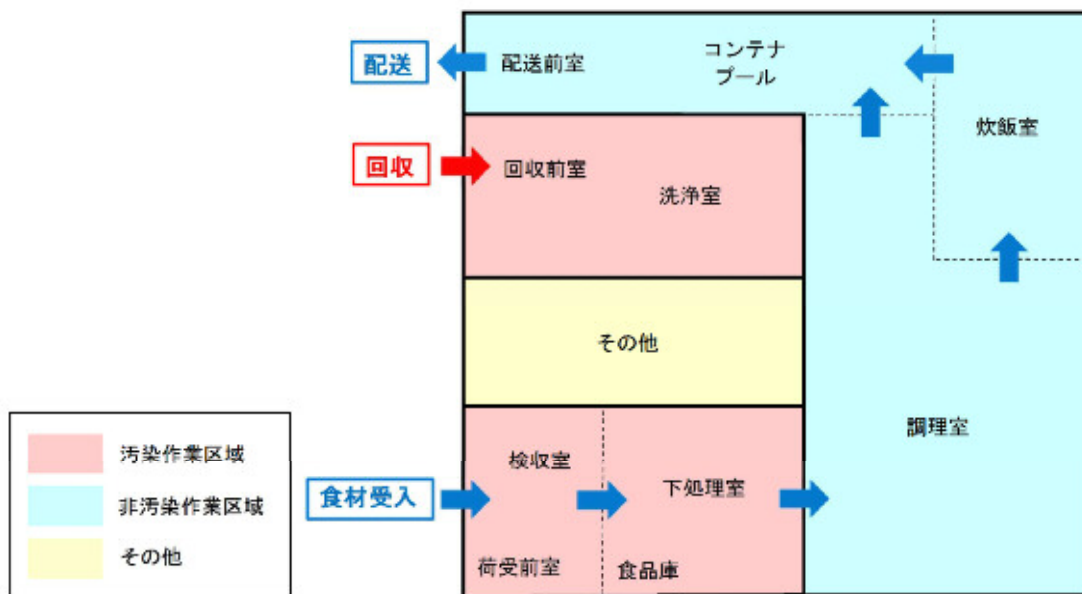 配送
配送前室
コンテナ
プール
炊飯室
回収
回収前室
洗浄室
その他
調理室
汚染作業区域
非汚染作業区域
その他
食材受入
検収室
下処理室
荷受前室
食品庫